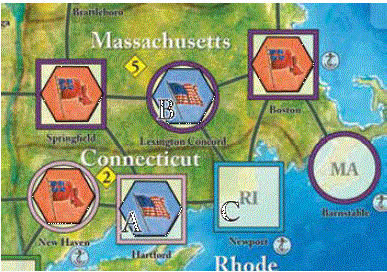 Brattleboro
Massachusetts
5
B
Springfield
Lexington Concord
Boston
Connecticut
2
MA
A
C
RI
New Haven
Hartford
Newport
Barnstable
Rhode